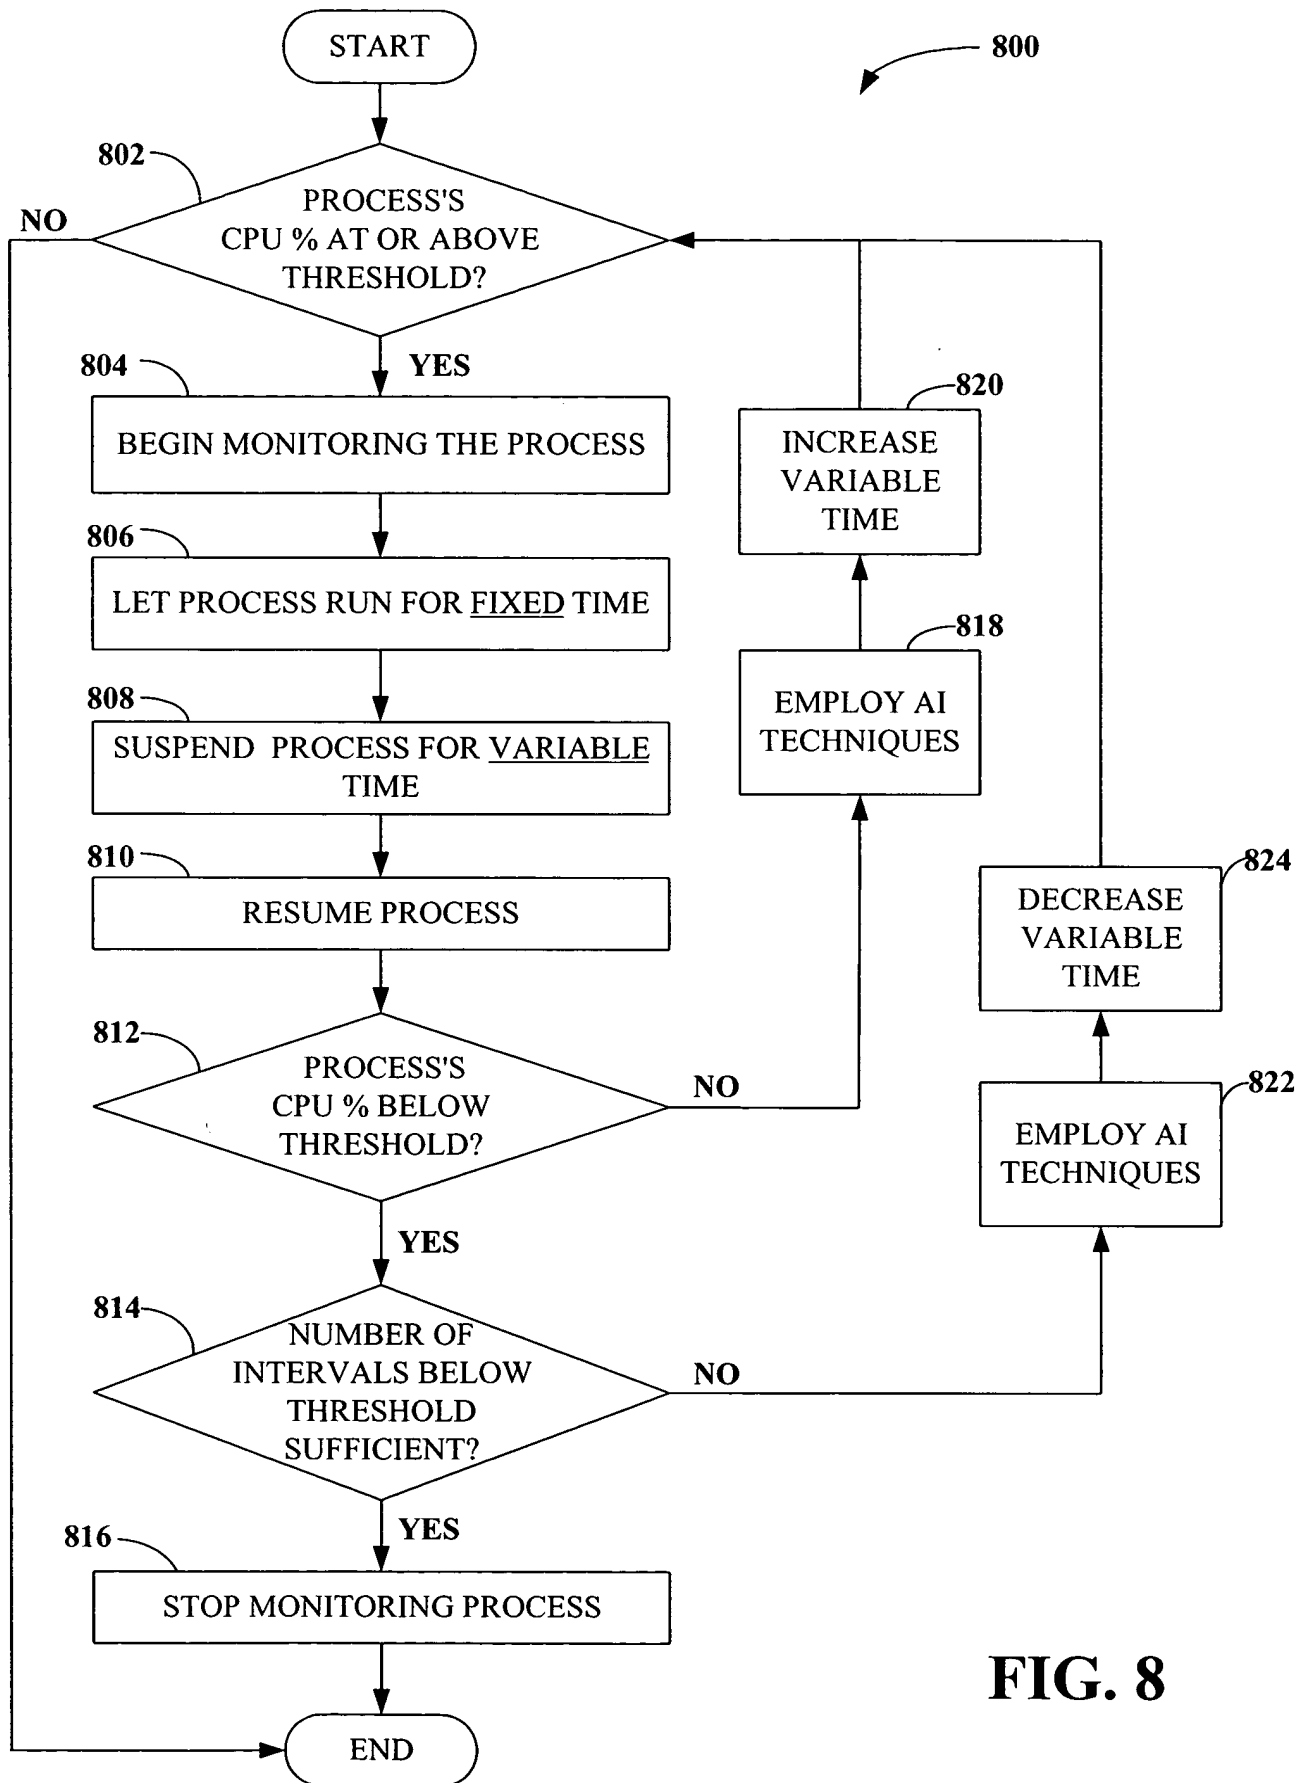 START
800
802
NO
PROCESS'S
CPU % AT OR ABOVE
THRESHOLD?
YES
804
BEGIN MONITORING THE PROCESS
806
LET PROCESS RUN FOR FIXED TIME
808
SUSPEND PROCESS FOR VARIABLE
TIME
810
RESUME PROCESS
812
PROCESS'S
CPU % BELOW
THRESHOLD?
NO
YES
814
NUMBER OF
INTERVALS BELOW
THRESHOLD
SUFFICIENT?
NO
YES
816
STOP MONITORING PROCESS
END
820
INCREASE
VARIABLE
TIME
818
EMPLOY AI
TECHNIQUES
824
DECREASE
VARIABLE
TIME
822
EMPLOY AI
TECHNIQUES
FIG. 8